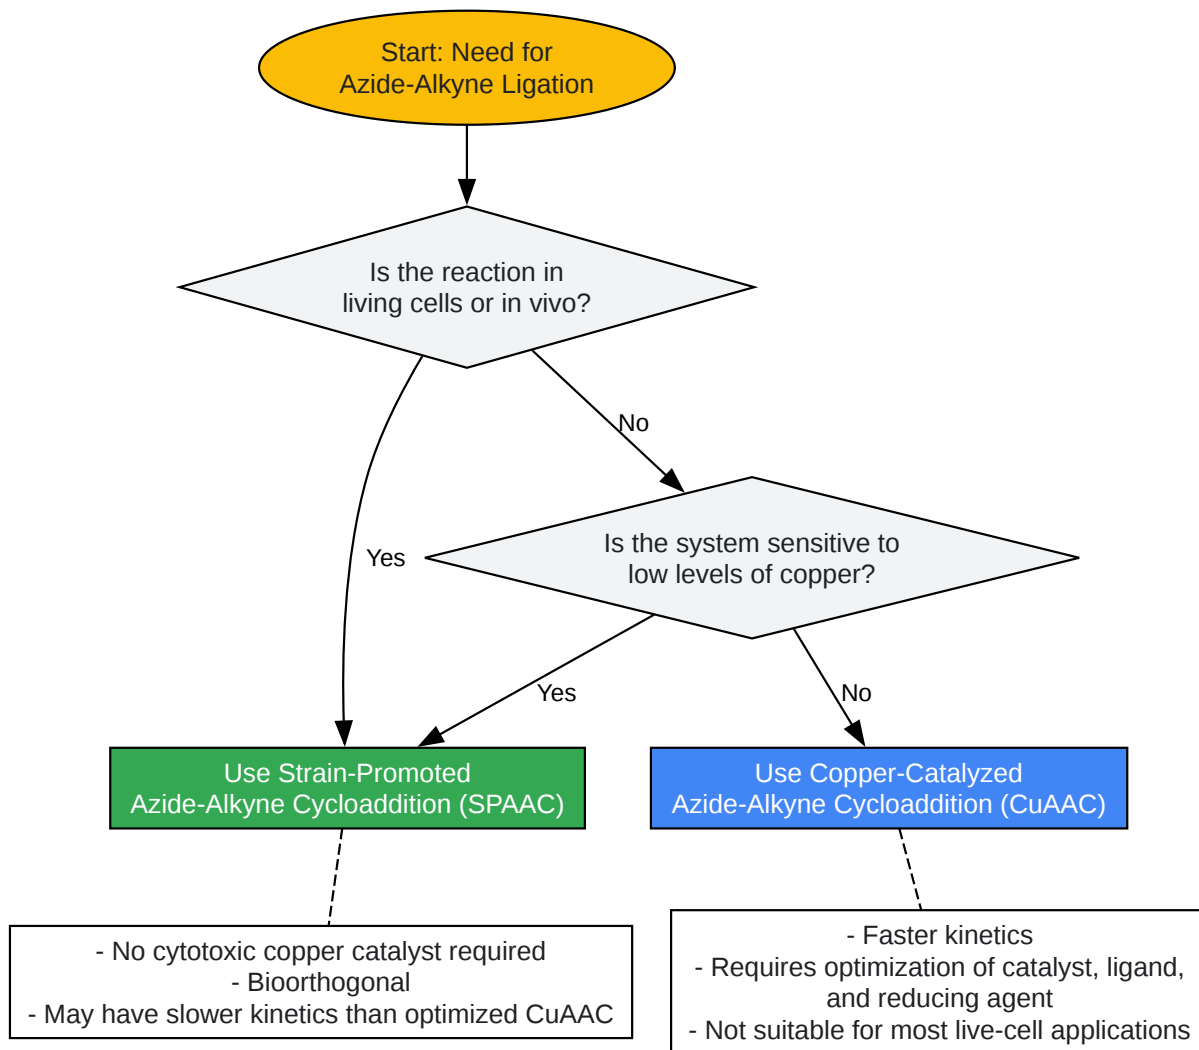 Start: Need for
Azide-Alkyne Ligation
Is the reaction in
living cells or in vivo?
No
Yes
Is the system sensitive to
low levels of copper?
Yes
No
Use Strain-Promoted
Azide-Alkyne Cycloaddition (SPAAC)
Use Copper-Catalyzed
Azide-Alkyne Cycloaddition (CuAAC)
- No cytotoxic copper catalyst required
- Bioorthogonal
- May have slower kinetics than optimized CuAAC
- Faster kinetics
- Requires optimization of catalyst, ligand,
and reducing agent
- Not suitable for most live-cell applications